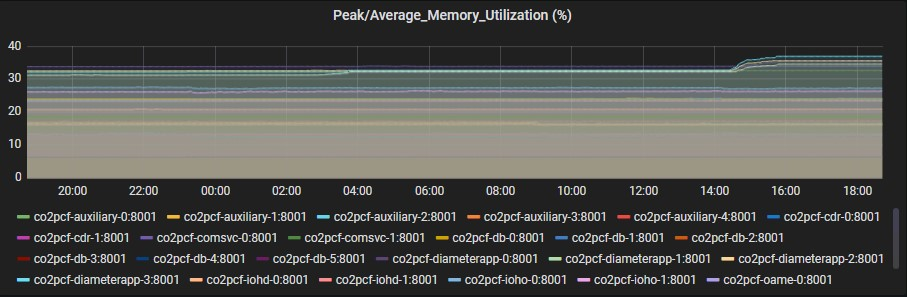 Peak/Average_Memory_Utilization (%)
40
30
20
10
0
20:00 22:00 00:00 02:00 04:00 06:00 08:00 10:00 12:00 14:00 16:00 18:00
co2pcf-auxiliary-0:8001 co2pcf-auxiliary-1:8001 co2pcf-auxiliary-2:8001 co2pcf-auxiliary-3:8001 co2pcf-auxiliary-4:8001 co2pcf-cdr-0:8001
co2pcf-cdr-1:8001 co2pcf-comsvc-0:8001 co2pcf-comsvc-1:8001 co2pcf-db-0:8001 co2pcf-db-1:8001 co2pcf-db-2:8001
co2pcf-db-3:8001 co2pcf-db-4:8001 co2pcf-db-5:8001 co2pcf-diameterapp-0:8001 co2pcf-diameterapp-1:8001 co2pcf-diameterapp-2:8001
co2pcf-diameterapp-3:8001 co2pcf-iohd-0:8001 co2pcf-iohd-1:8001 co2pcf-ioho-0:8001 co2pcf-ioho-1:8001 co2pcf-oame-0:8001